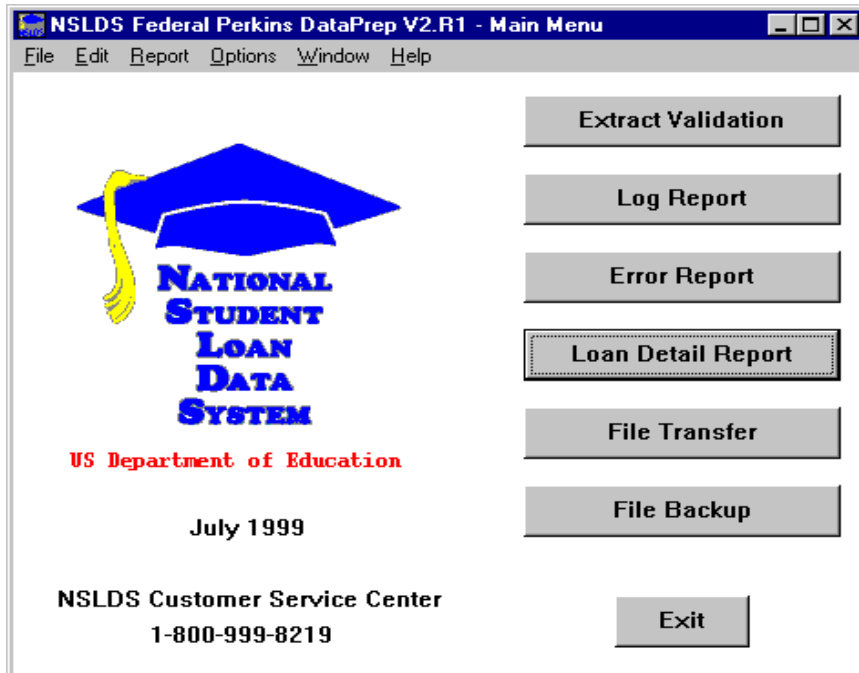 NSLDS Federal Perkins DataPrep V2.R1 - Main Menu
File Edit Report Options Window Help
NATIONAL
STUDENT
LOAN
DATA
SYSTEM
US Department of Education
July 1999
NSLDS Customer Service Center
1-800-999-8219
Extract Validation
Log Report
Error Report
Loan Detail Report
File Transfer
File Backup
Exit